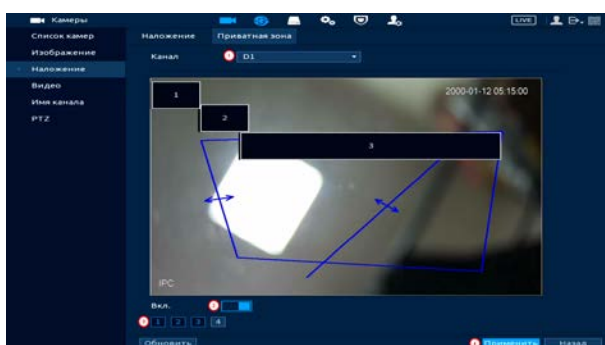 Камеры LIVE
Список камер
Изображение
Наложение
Видео
Имя канала
PTZ
Наложение Приватная зона
Канал D1
2000-01-12 05:15:00
1
2
3
IPC
Вкл.
1 2 3 4
Обновить Применить Назад